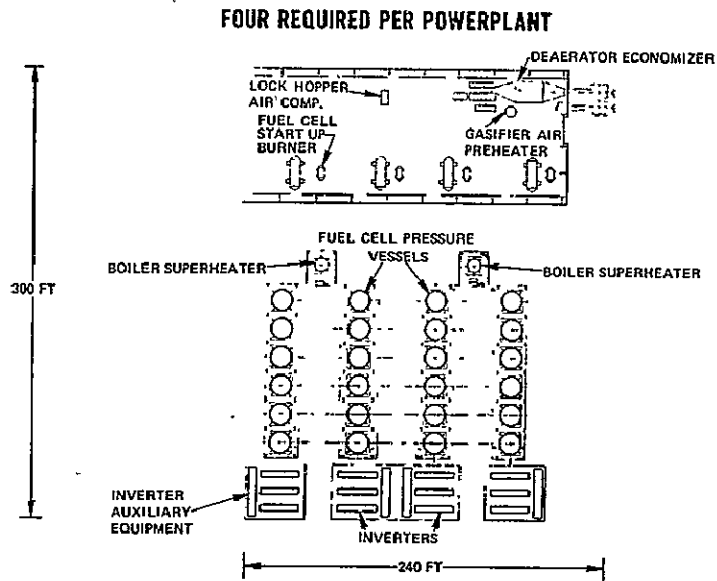 FOUR REQUIRED PER POWERPLANT
DEAERATOR ECONOMIZER
LOCK HOPPER
AIR COMP.
FUEL CELL
START UP
BURNER
GASIFIER AIR
PREHEATER
FUEL CELL PRESSURE
VESSELS
BOILER SUPERHEATER
BOILER SUPERHEATER
300 FT
INVERTER
AUXILIARY
EQUIPMENT
INVERTERS
240 FT